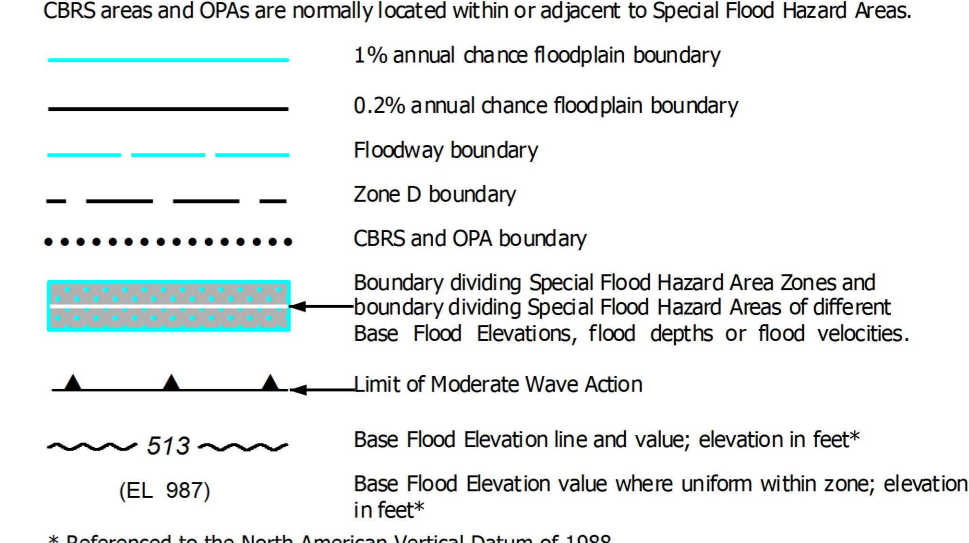 CBRS areas and OPAs are normally located within or adjacent to Special Flood Hazard Areas.
1% annual chance floodplain boundary
0.2% annual chance floodplain boundary
Floodway boundary
Zone D boundary
CBRS and OPA boundary
Boundary dividing Special Flood Hazard Area Zones and
boundary dividing Special Flood Hazard Areas of different
Base Flood Elevations, flood depths or flood velocities.
Limit of Moderate Wave Action
513
Base Flood Elevation line and value; elevation in feet*
(EL 987)
Base Flood Elevation value where uniform within zone; elevation
in feet*
* Referenced to the North American Vertical Datum of 1988